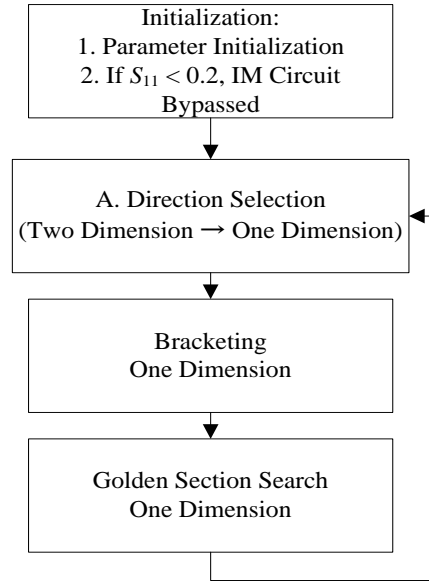 Initialization:
1. Parameter Initialization
2. If S₁₁ < 0.2, IM Circuit
Bypassed
A. Direction Selection
(Two Dimension → One Dimension)
Bracketing
One Dimension
Golden Section Search
One Dimension